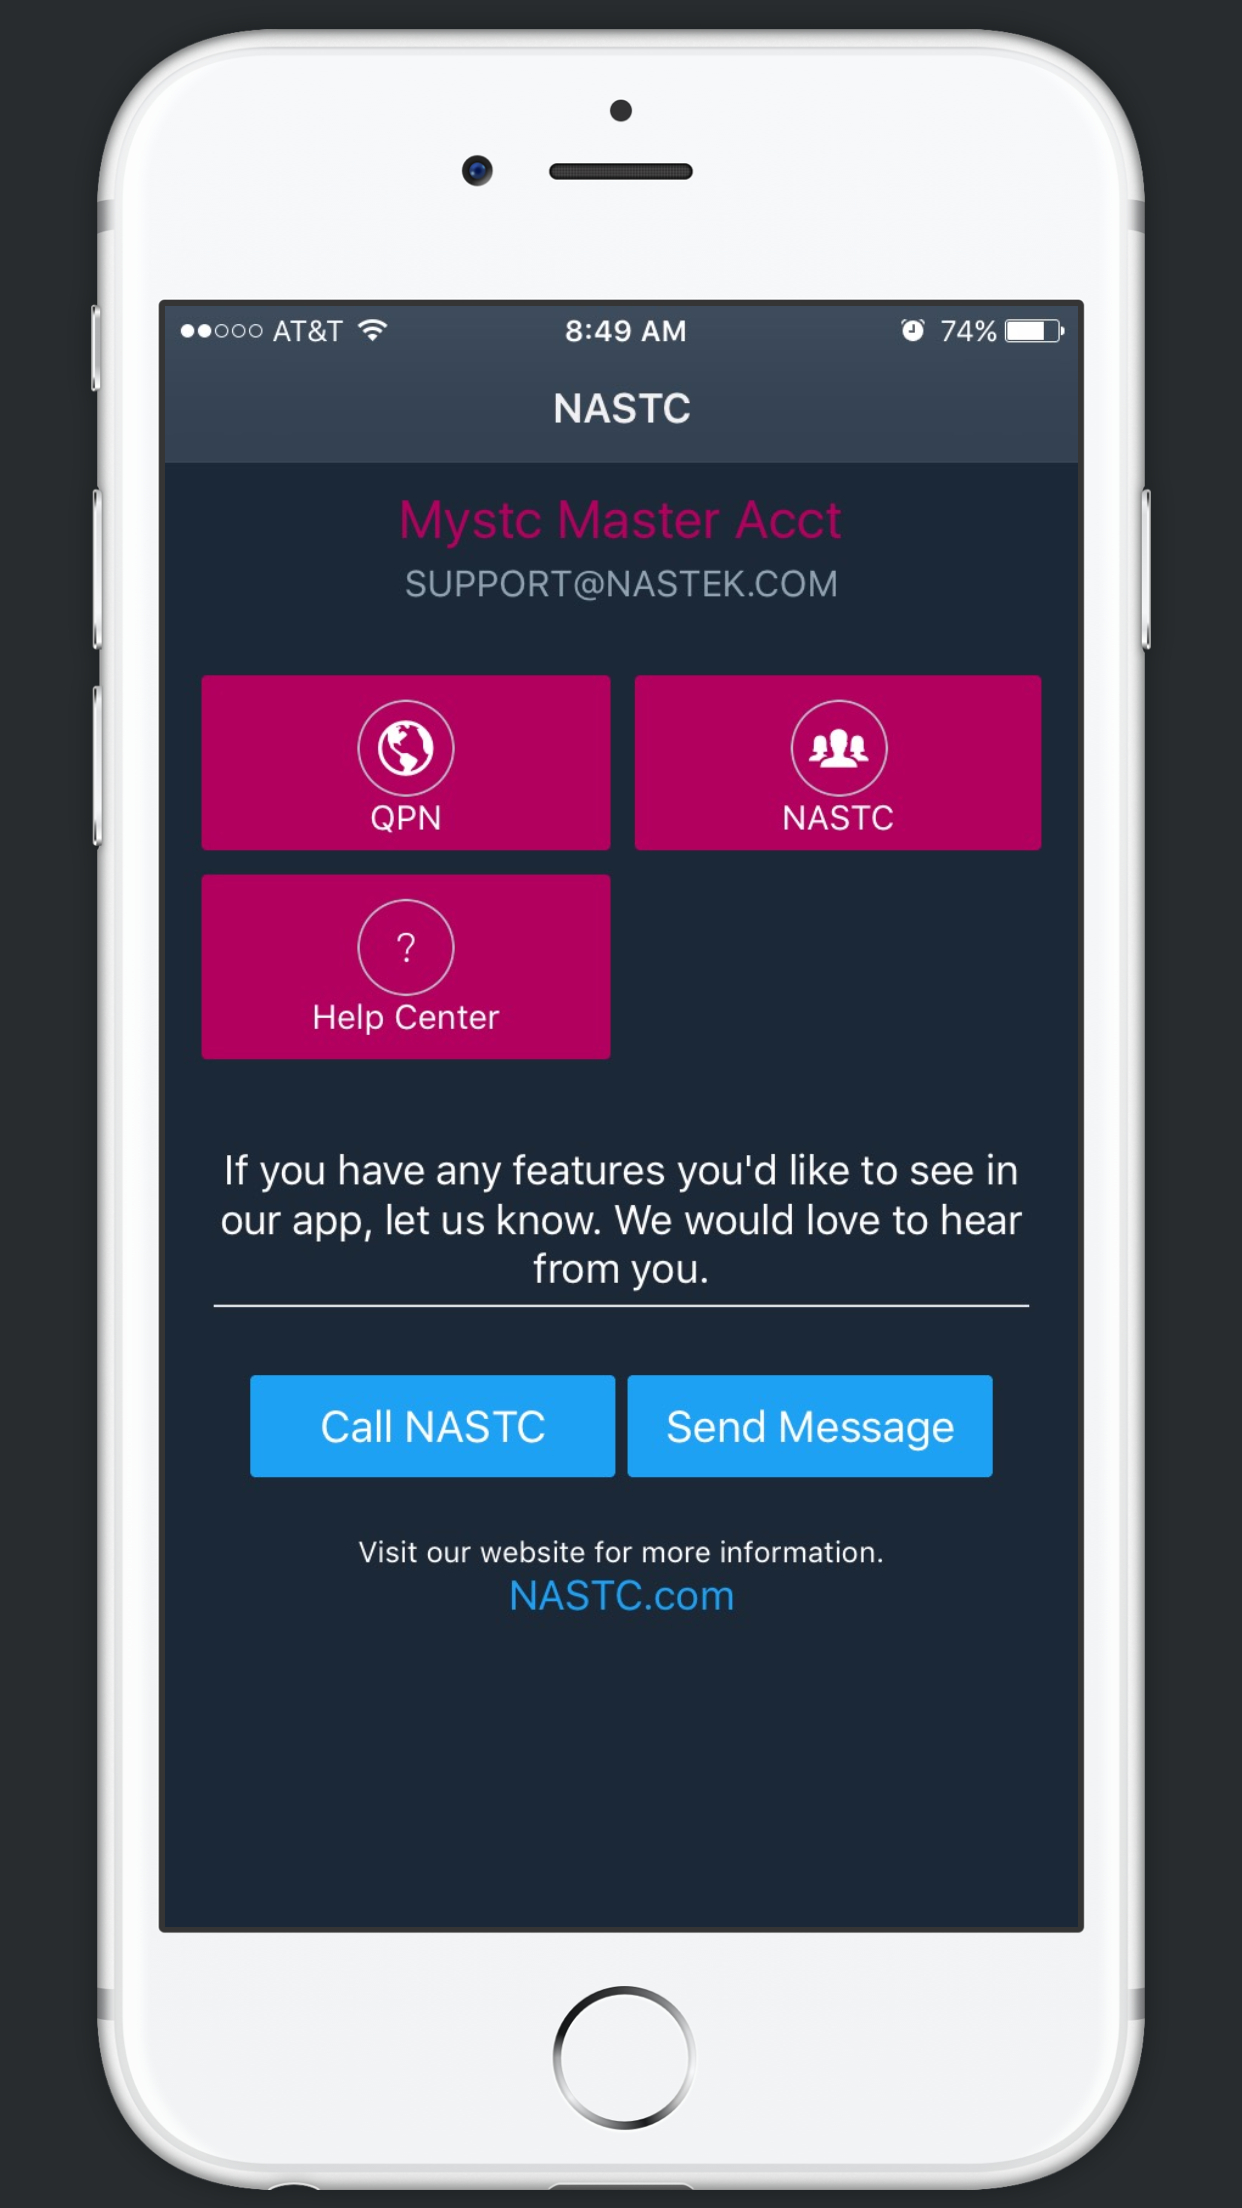 AT&T 8:49 AM 74%
NASTC
Mystc Master Acct
SUPPORT@NASTEK.COM
QPN NASTC
?
Help Center
If you have any features you'd like to see in
our app, let us know. We would love to hear
from you.
Call NASTC Send Message
Visit our website for more information.
NASTC.com